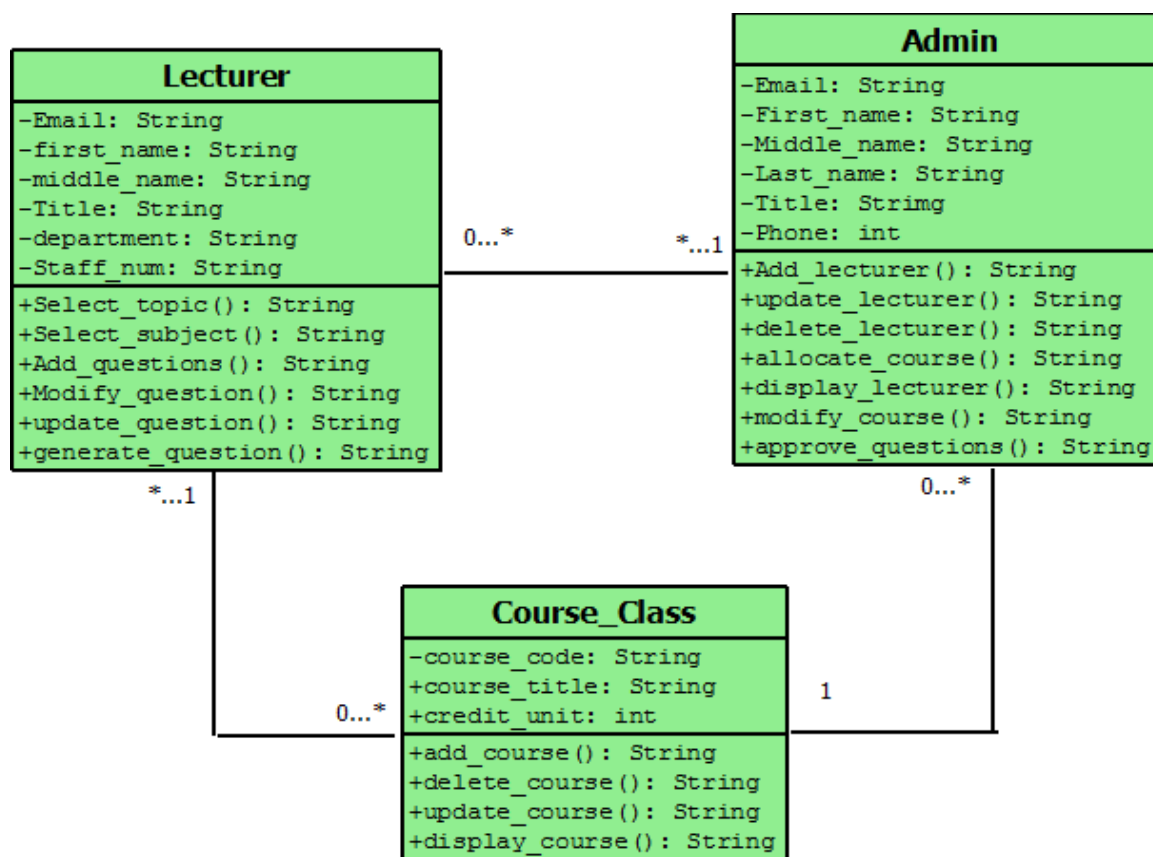 Lecturer
-Email: String
-first_name: String
-middle_name: String
-Title: String
-department: String
-Staff_num: String
+Select_topic(): String
+Select_subject(): String
+Add_questions(): String
+Modify_question(): String
+update_question(): String
+generate_question(): String
0...*
*...1
Admin
-Email: String
-First_name: String
-Middle_name: String
-Last_name: String
-Title: Strimg
-Phone: int
+Add_lecturer(): String
+update_lecturer(): String
+delete_lecturer(): String
+allocate_course(): String
+display_lecturer(): String
+modify_course(): String
+approve_questions(): String
*...1
0...*
Course_Class
-course_code: String
+course_title: String
+credit_unit: int
+add_course(): String
+delete_course(): String
+update_course(): String
+display_course(): String
0...*
1